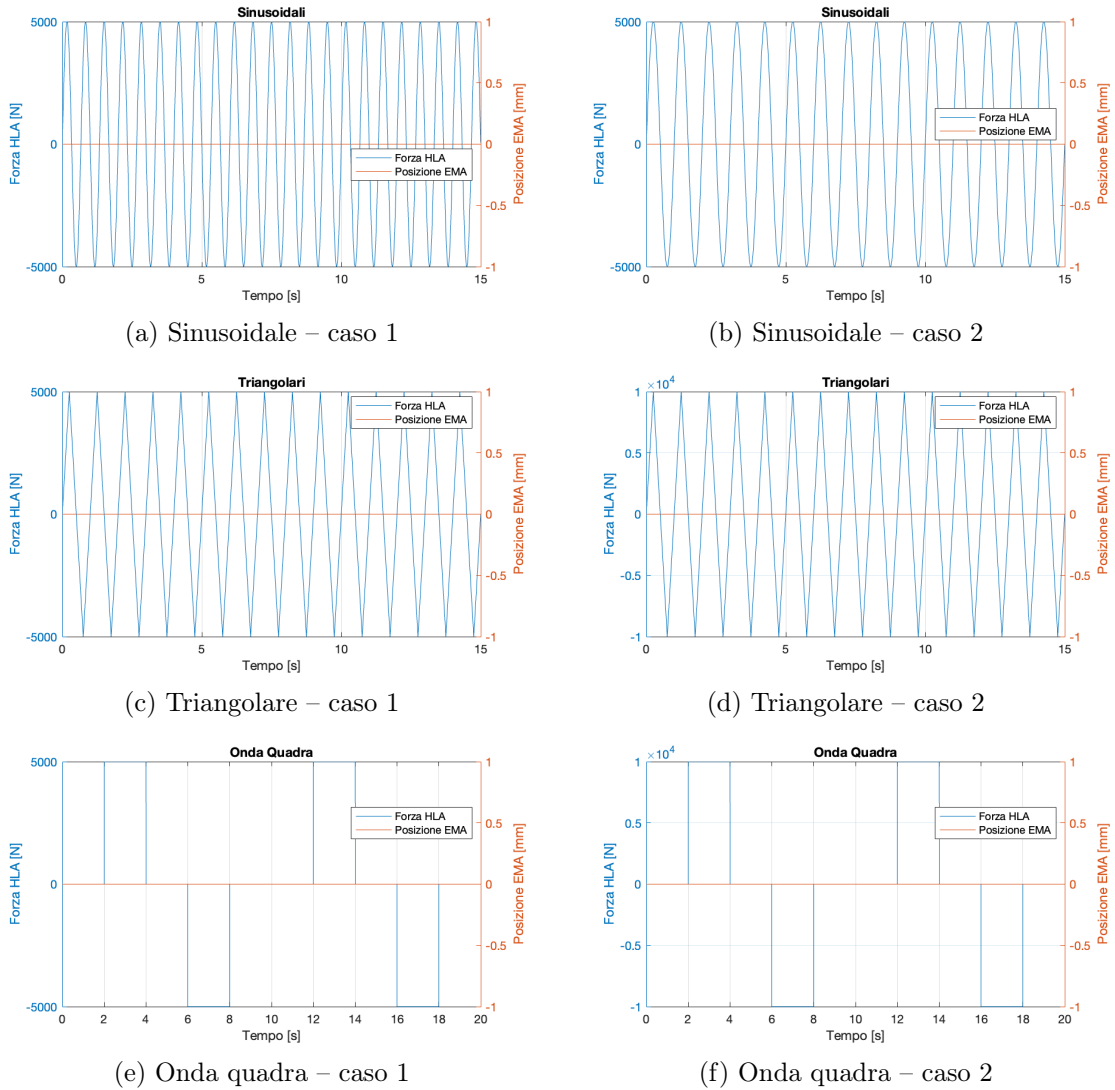 Sinusoidali
5000
0
-5000
Forza HLA [N]
1
0.5
0
-0.5
-1
Posizione EMA [mm]
Forza HLA
Posizione EMA
0 5 10 15
Tempo [s]
(a) Sinusoidale – caso 1
Sinusoidali
5000
0
-5000
Forza HLA [N]
1
0.5
0
-0.5
-1
Posizione EMA [mm]
Forza HLA
Posizione EMA
0 5 10 15
Tempo [s]
(b) Sinusoidale – caso 2
Triangolari
5000
0
-5000
Forza HLA [N]
1
0.5
0
-0.5
-1
Posizione EMA [mm]
Forza HLA
Posizione EMA
0 5 10 15
Tempo [s]
(c) Triangolare – caso 1
Triangolari
×10⁴
1
0.5
0
-0.5
-1
Forza HLA [N]
1
0.5
0
-0.5
-1
Posizione EMA [mm]
Forza HLA
Posizione EMA
0 5 10 15
Tempo [s]
(d) Triangolare – caso 2
Onda Quadra
5000
0
-5000
Forza HLA [N]
1
0.5
0
-0.5
-1
Posizione EMA [mm]
Forza HLA
Posizione EMA
0 2 4 6 8 10 12 14 16 18 20
Tempo [s]
(e) Onda quadra – caso 1
Onda Quadra
×10⁴
1
0.5
0
-0.5
-1
Forza HLA [N]
1
0.5
0
-0.5
-1
Posizione EMA [mm]
Forza HLA
Posizione EMA
0 2 4 6 8 10 12 14 16 18 20
Tempo [s]
(f) Onda quadra – caso 2